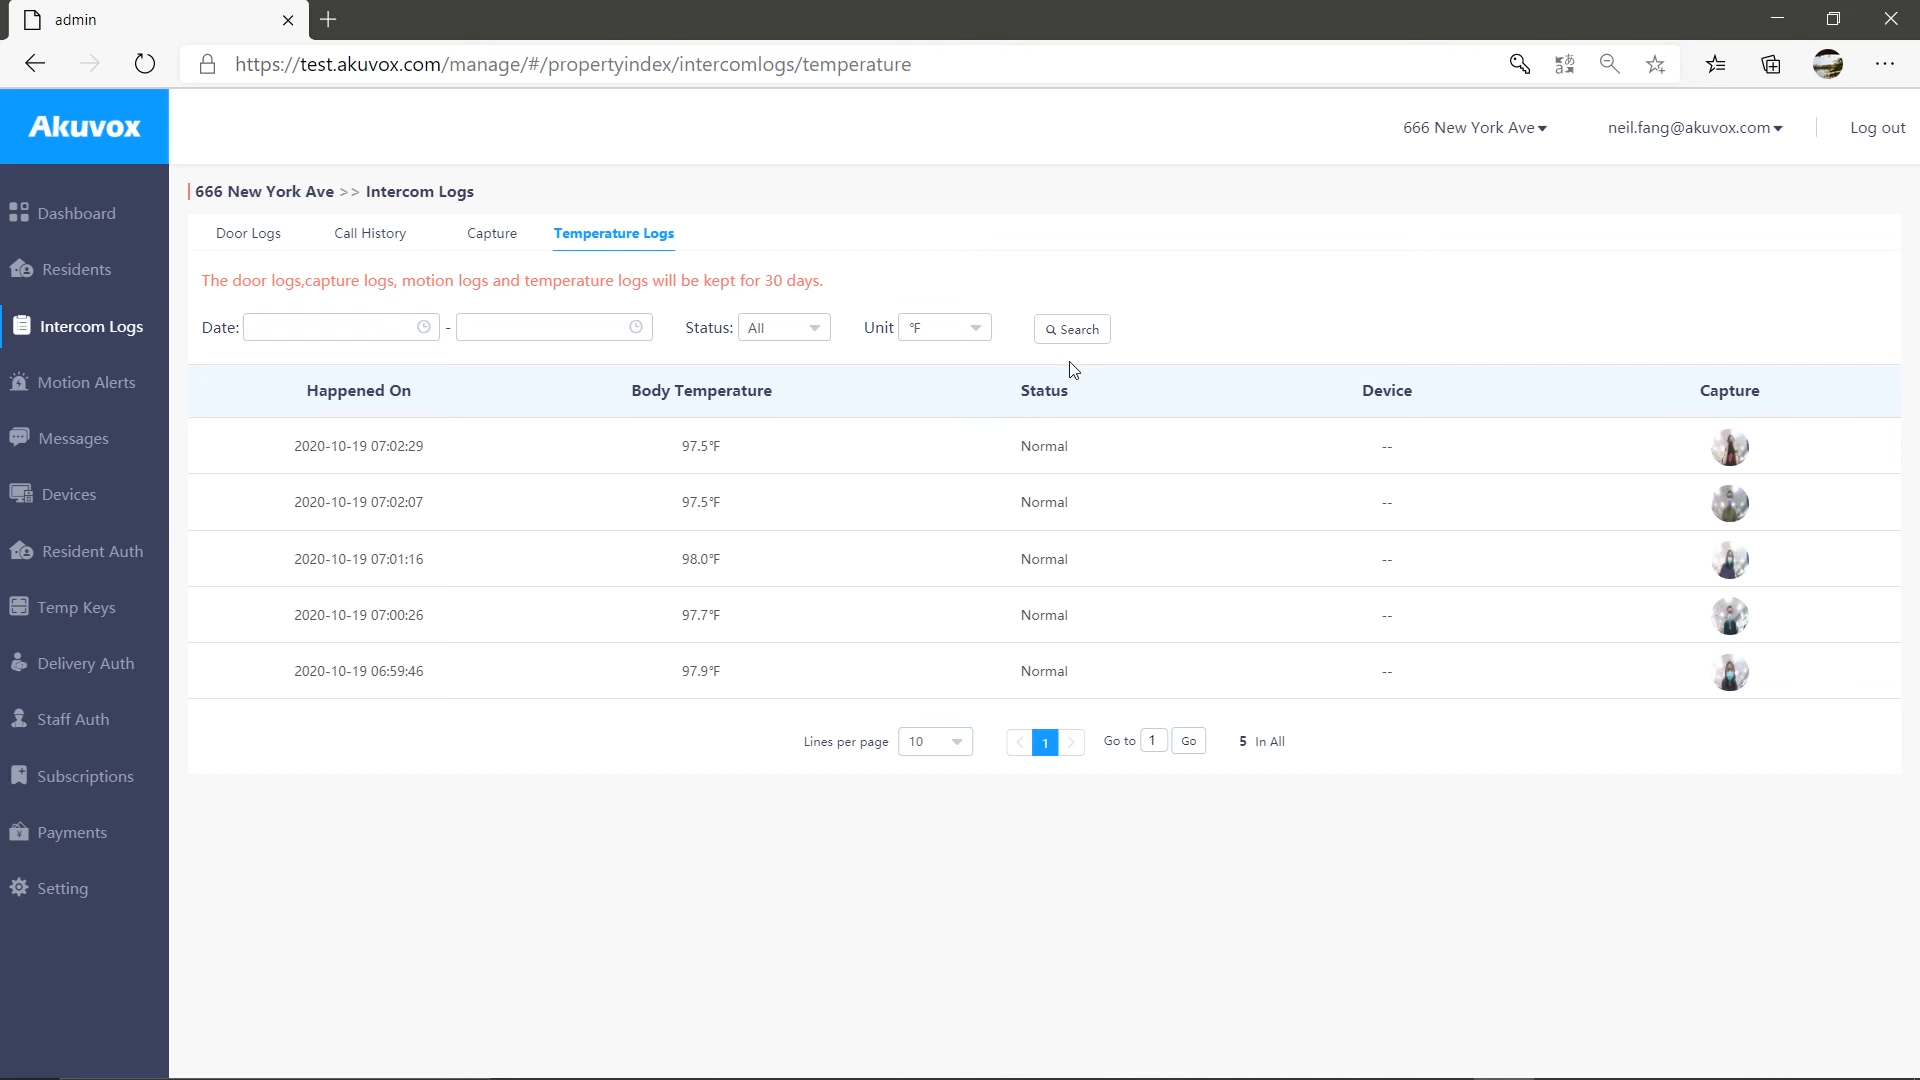 admin
https://test.akuvox.com/manage/#/propertyindex/intercomlogs/temperature
Akuvox
666 New York Ave
neil.fang@akuvox.com
Log out
Dashboard
Residents
Intercom Logs
Motion Alerts
Messages
Devices
Resident Auth
Temp Keys
Delivery Auth
Staff Auth
Subscriptions
Payments
Setting
666 New York Ave >> Intercom Logs
Door Logs Call History Capture Temperature Logs
The door logs,capture logs, motion logs and temperature logs will be kept for 30 days.
Date: - Status: All Unit ℉ Search
Happened On Body Temperature Status Device Capture
2020-10-19 07:02:29 97.5℉ Normal --
2020-10-19 07:02:07 97.5℉ Normal --
2020-10-19 07:01:16 98.0℉ Normal --
2020-10-19 07:00:26 97.7℉ Normal --
2020-10-19 06:59:46 97.9℉ Normal --
Lines per page 10 < 1 > Go to 1 Go 5 In All